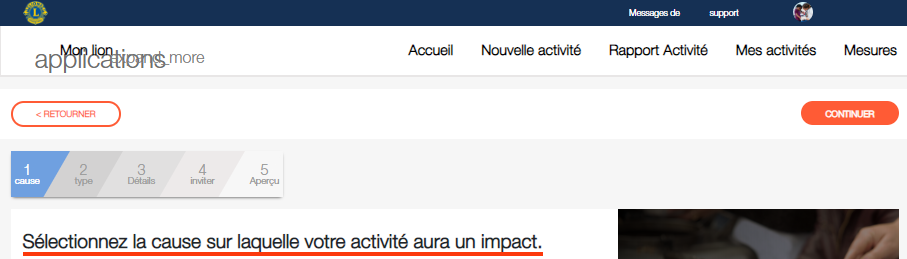 L
Messages de support
Mon lion
applications expand_more
Accueil Nouvelle activité Rapport Activité Mes activités Mesures
< RETOURNER
CONTINUER
1 2 3 4 5
cause type Détails inviter Aperçu
Sélectionnez la cause sur laquelle votre activité aura un impact.